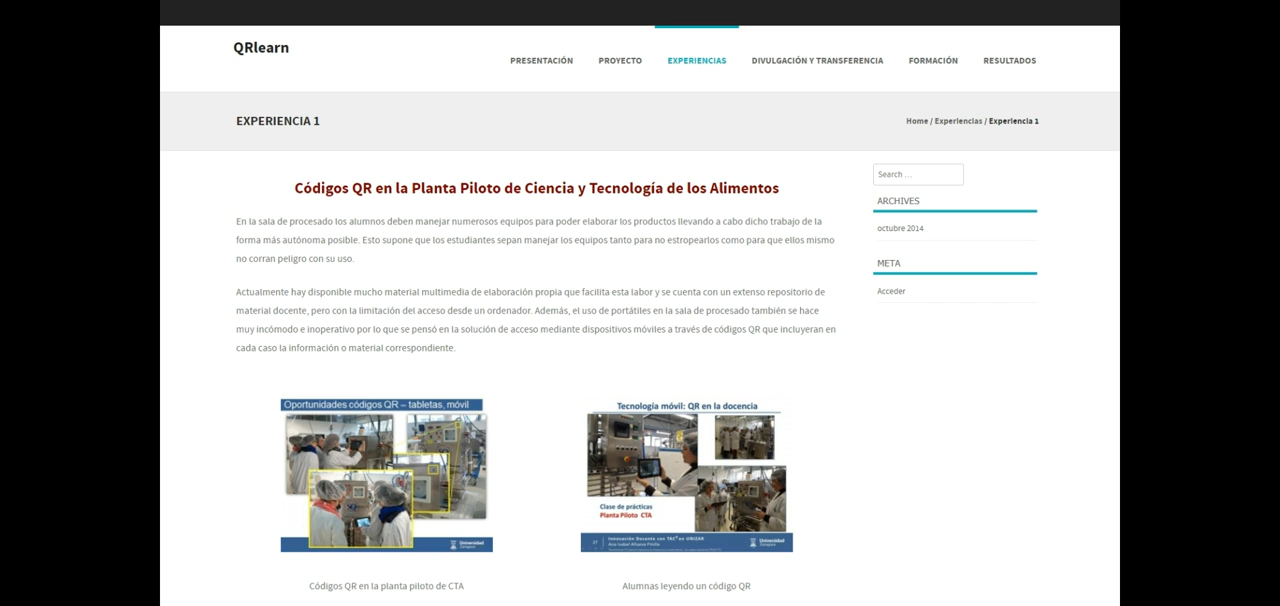 QRlearn
PRESENTACIÓN PROYECTO EXPERIENCIAS DIVULGACIÓN Y TRANSFERENCIA FORMACIÓN RESULTADOS
EXPERIENCIA 1
Home / Experiencias / Experiencia 1
Códigos QR en la Planta Piloto de Ciencia y Tecnología de los Alimentos
En la sala de procesado los alumnos deben manejar numerosos equipos para poder elaborar los productos llevando a cabo dicho trabajo de la
forma más autónoma posible. Esto supone que los estudiantes sepan manejar los equipos tanto para no estropearlos como para que ellos mismo
no corran peligro con su uso.
Actualmente hay disponible mucho material multimedia de elaboración propia que facilita esta labor y se cuenta con un extenso repositorio de
material docente, pero con la limitación del acceso desde un ordenador. Además, el uso de portátiles en la sala de procesado también se hace
muy incómodo e inoperativo por lo que se pensó en la solución de acceso mediante dispositivos móviles a través de códigos QR que incluyeran en
cada caso la información o material correspondiente.
Oportunidades códigos QR – tabletas, móvil
Universidad
Zaragoza
Códigos QR en la planta piloto de CTA
Tecnología móvil: QR en la docencia
Clase de prácticas
Planta Piloto CTA
27
Innovación Docente con TAC en UNIZAR
Ana Isabel Allueva Pinilla
Universidad
Zaragoza
Alumnas leyendo un código QR
Search ...
ARCHIVES
octubre 2014
META
Acceder